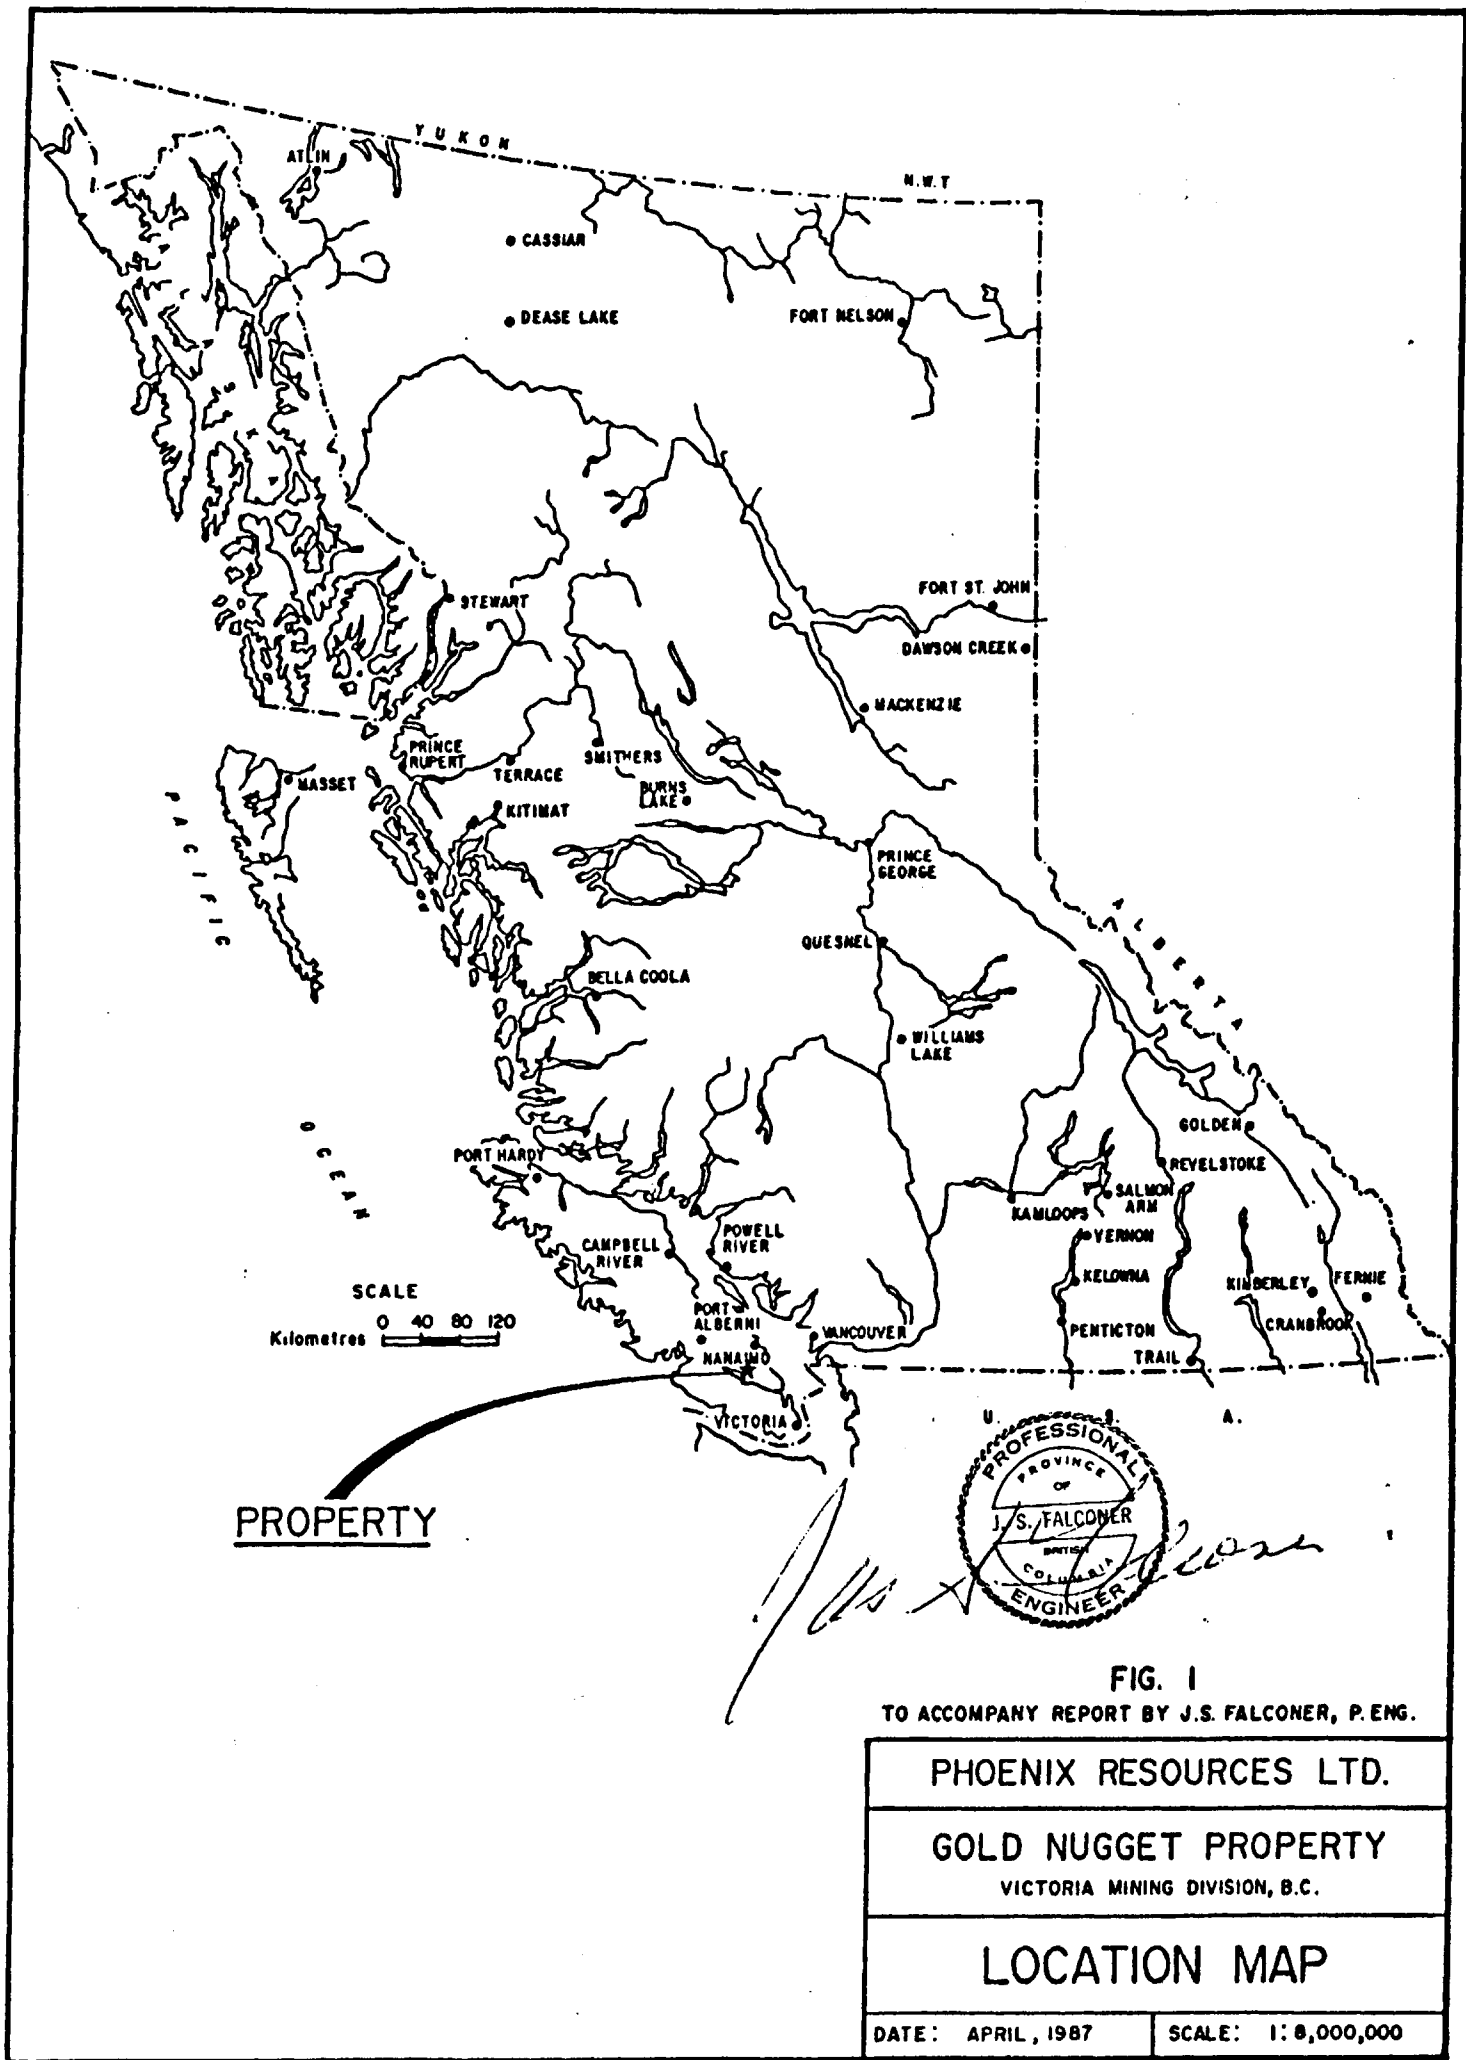 YUKON
N.W.T
ATLIN
CASSIAR
DEASE LAKE
FORT NELSON
ALASKA
STEWART
FORT ST. JOHN
DAWSON CREEK
MACKENZIE
PRINCE
RUPERT
TERRACE
SMITHERS
BURNS
LAKE
MASSET
KITIMAT
PACIFIC
PRINCE
GEORGE
ALBERTA
QUESNEL
BELLA COOLA
WILLIAMS
LAKE
OCEAN
GOLDEN
PORT HARDY
REVELSTOKE
SALMON
ARM
KAMLOOPS
POWELL
RIVER
CAMPBELL
RIVER
VERNON
KELOWNA
KIMBERLEY
FERNIE
SCALE
Kilometres 0 40 80 120
PORT
ALBERNI
VANCOUVER
PENTICTON
CRANBROOK
NANAIMO
TRAIL
VICTORIA
U. S. A.
PROPERTY
PROFESSIONAL
PROVINCE
OF
J. S. FALCONER
BRITISH
COLUMBIA
ENGINEER
FIG. 1
TO ACCOMPANY REPORT BY J.S. FALCONER, P. ENG.
PHOENIX RESOURCES LTD.
GOLD NUGGET PROPERTY
VICTORIA MINING DIVISION, B.C.
LOCATION MAP
DATE: APRIL, 1987
SCALE: 1:8,000,000